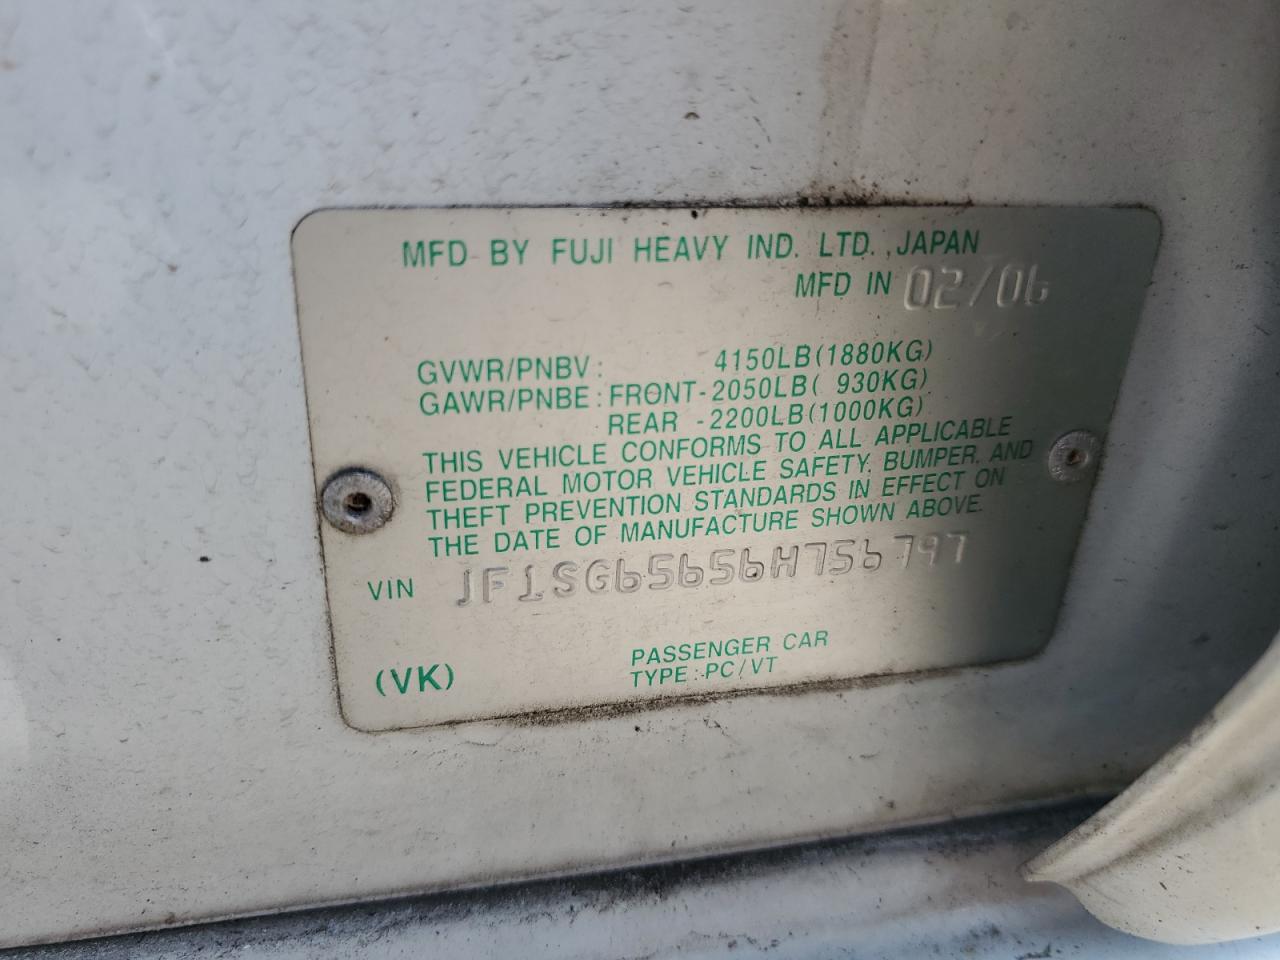 MFD BY FUJI HEAVY IND. LTD., JAPAN
MFD IN 02/06
GVWR/PNBV: 4150LB(1880KG)
GAWR/PNBE: FRONT-2050LB( 930KG)
REAR -2200LB(1000KG)
THIS VEHICLE CONFORMS TO ALL APPLICABLE
FEDERAL MOTOR VEHICLE SAFETY, BUMPER, AND
THEFT PREVENTION STANDARDS IN EFFECT ON
THE DATE OF MANUFACTURE SHOWN ABOVE.
VIN JF1SG65656H756797
(VK)
PASSENGER CAR
TYPE:PC/VT